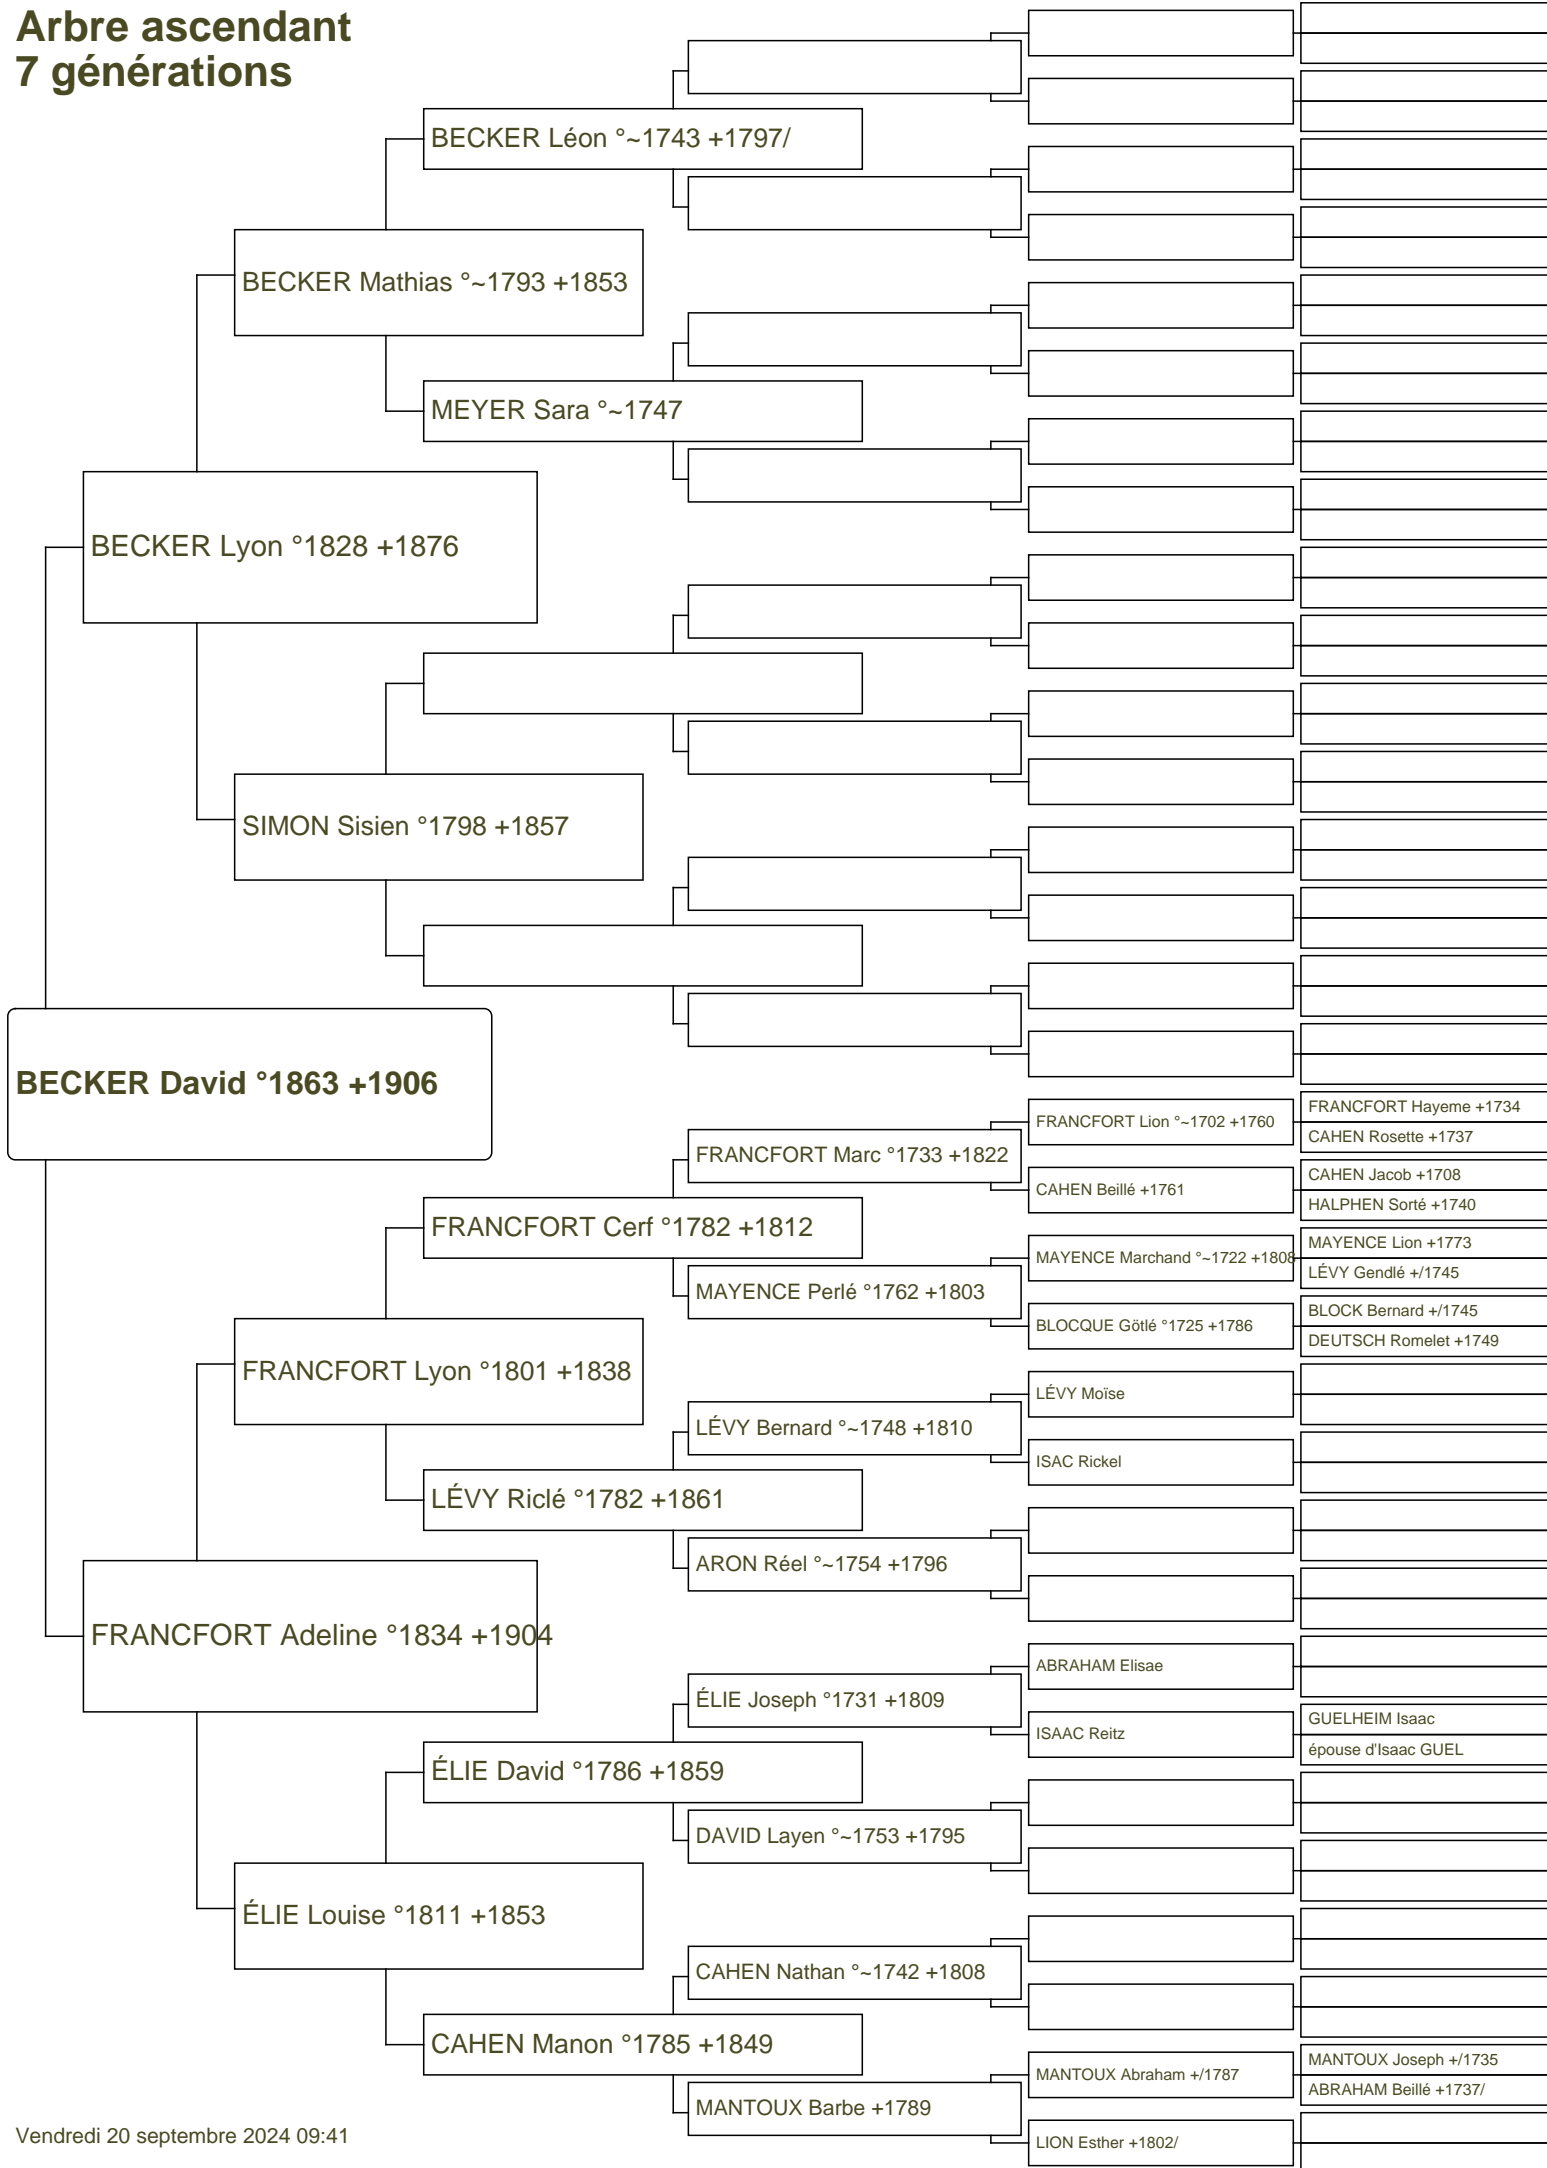 Arbre ascendant
7 générations
BECKER Léon °~1743 +1797/
BECKER Mathias °~1793 +1853
MEYER Sara °~1747
BECKER Lyon °1828 +1876
SIMON Sisien °1798 +1857
BECKER David °1863 +1906
FRANCFORT Hayeme +1734
FRANCFORT Lion °~1702 +1760
CAHEN Rosette +1737
FRANCFORT Marc °1733 +1822
CAHEN Jacob +1708
CAHEN Beillé +1761
HALPHEN Sorté +1740
FRANCFORT Cerf °1782 +1812
MAYENCE Lion +1773
MAYENCE Marchand °~1722 +1808
LÉVY Gendlé +/1745
MAYENCE Perlé °1762 +1803
BLOCK Bernard +/1745
BLOCQUE Götlé °1725 +1786
DEUTSCH Romelet +1749
FRANCFORT Lyon °1801 +1838
LÉVY Moïse
LÉVY Bernard °~1748 +1810
ISAC Rickel
LÉVY Riclé °1782 +1861
ARON Réel °~1754 +1796
FRANCFORT Adeline °1834 +1904
ABRAHAM Elisae
ÉLIE Joseph °1731 +1809
GUELHEIM Isaac
ISAAC Reitz
épouse d'Isaac GUEL
ÉLIE David °1786 +1859
DAVID Layen °~1753 +1795
ÉLIE Louise °1811 +1853
CAHEN Nathan °~1742 +1808
CAHEN Manon °1785 +1849
MANTOUX Joseph +/1735
MANTOUX Abraham +/1787
ABRAHAM Beillé +1737/
MANTOUX Barbe +1789
LION Esther +1802/
Vendredi 20 septembre 2024 09:41